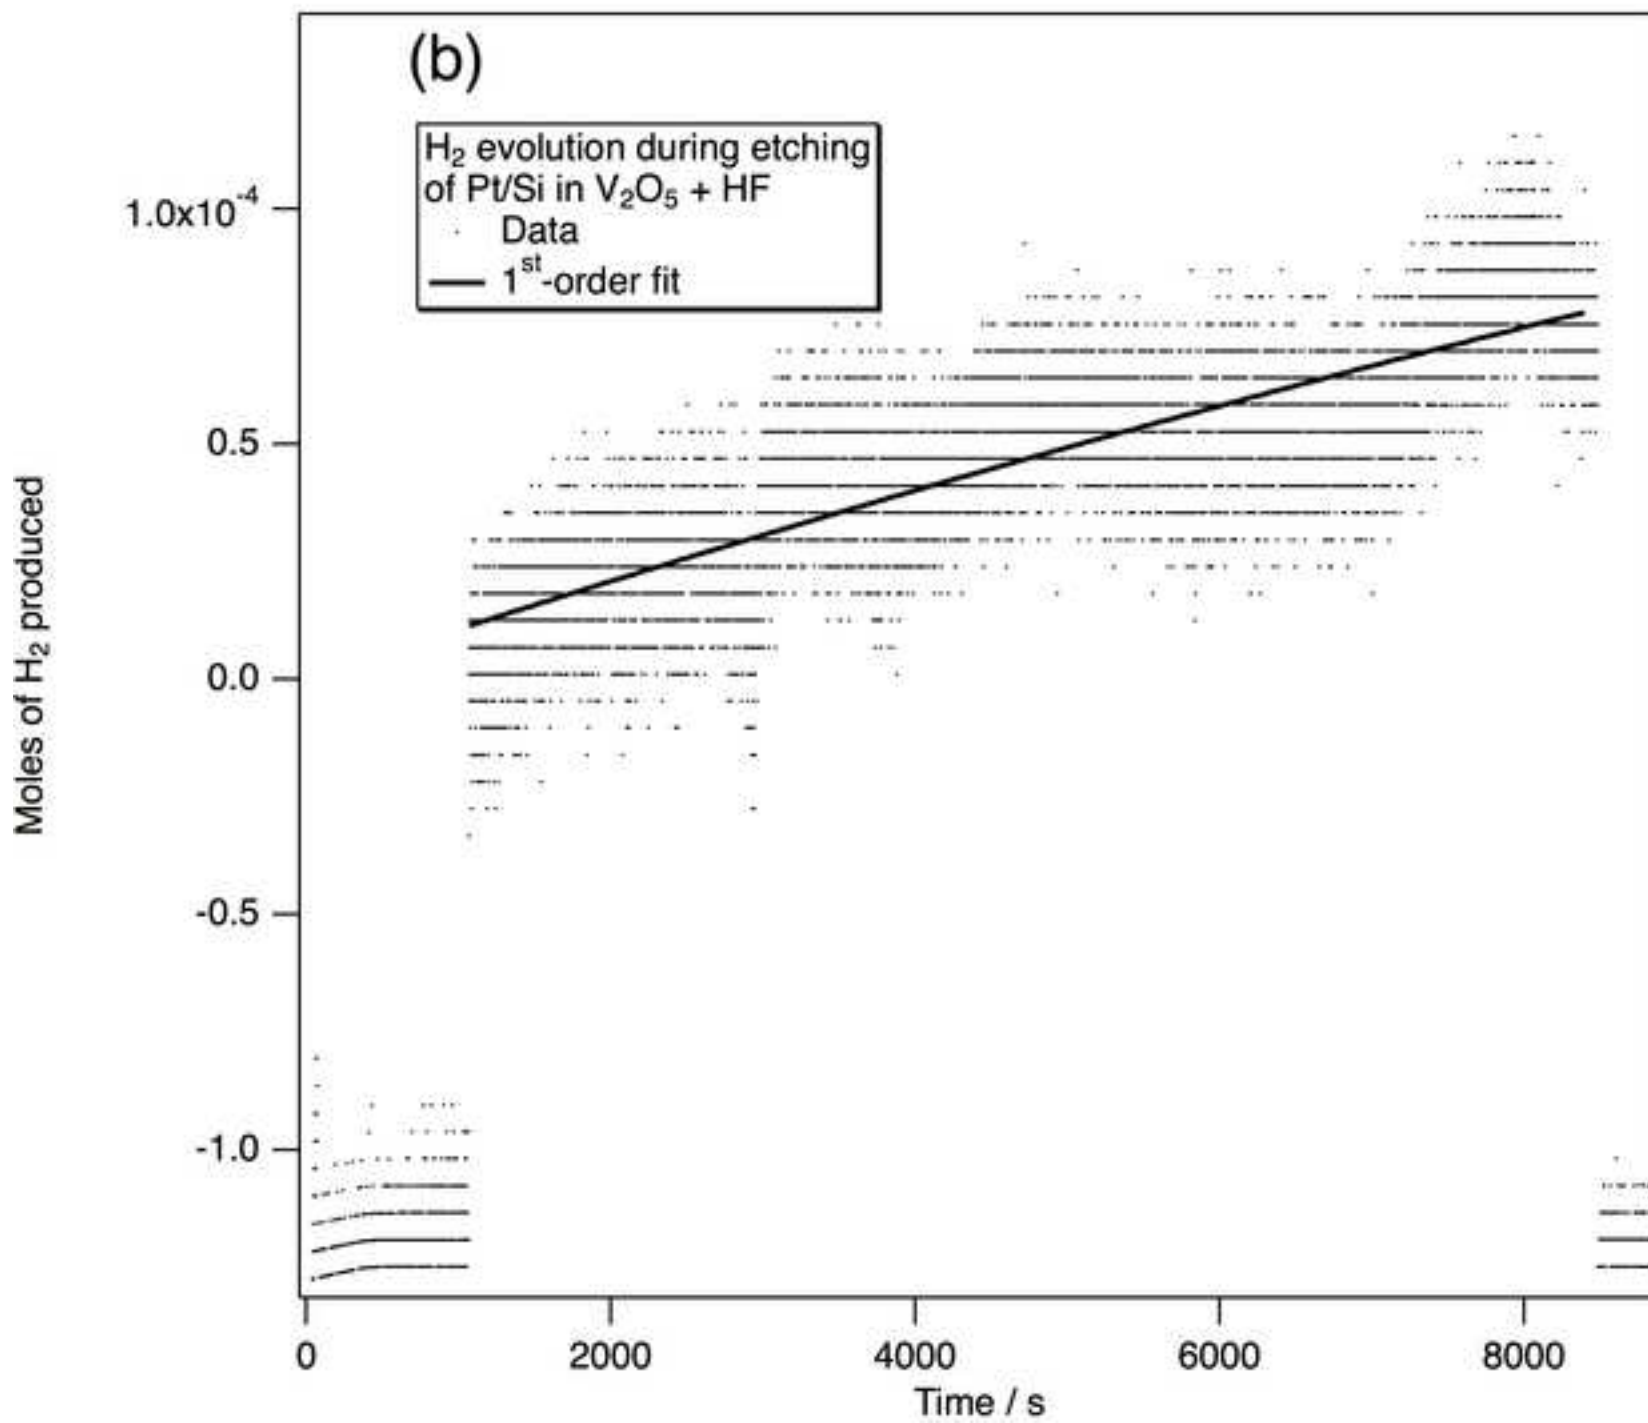 (b)
H₂ evolution during etching
of Pt/Si in V₂O₅ + HF
Data
1ˢᵗ-order fit
1.0x10⁻⁴
0.5
0.0
-0.5
-1.0
Moles of H₂ produced
0 2000 4000 6000 8000
Time / s